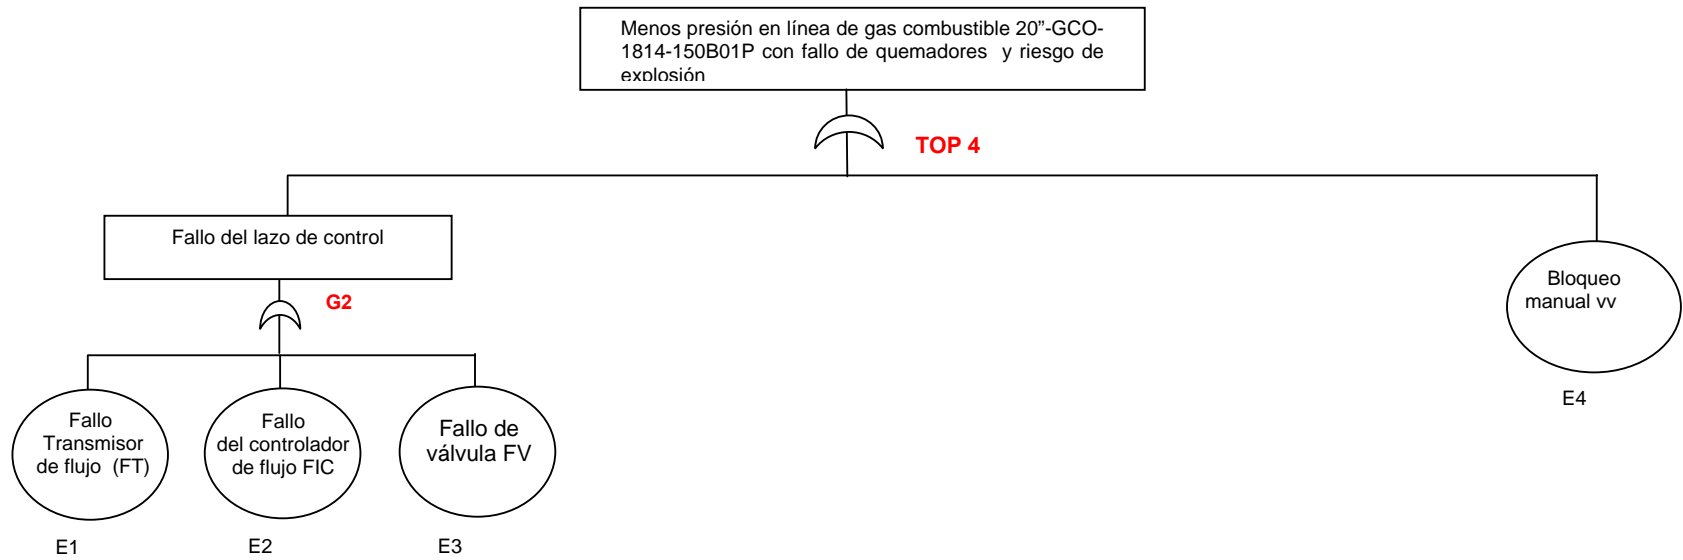 Menos presión en línea de gas combustible 20”-GCO-
1814-150B01P con fallo de quemadores y riesgo de
explosión
TOP 4
Fallo del lazo de control
G2
Bloqueo
manual vv
E4
Fallo
Transmisor
de flujo (FT)
Fallo
del controlador
de flujo FIC
Fallo de
válvula FV
E1
E2
E3